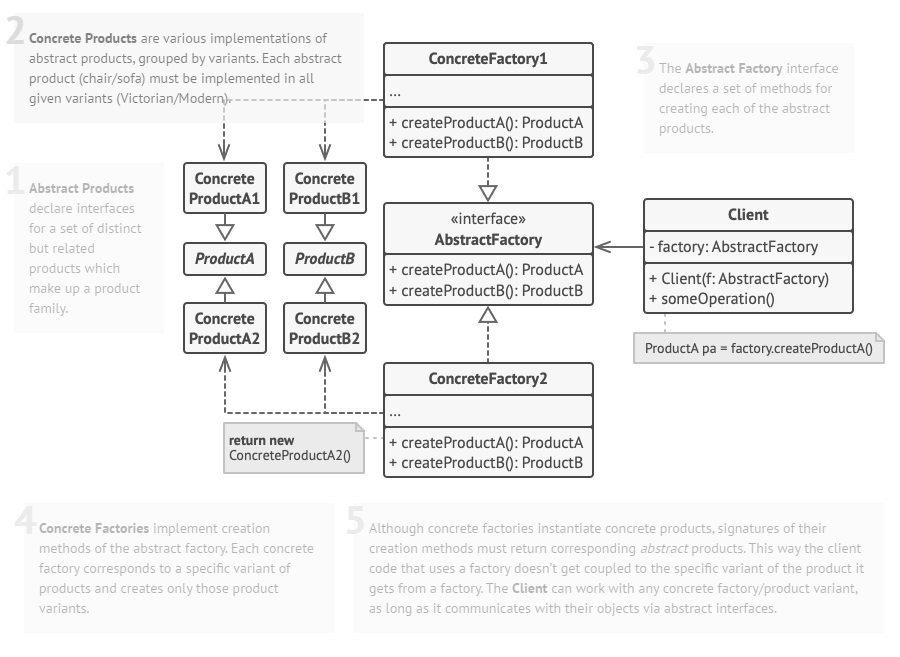 2
Concrete Products are various implementations of
abstract products, grouped by variants. Each abstract
product (chair/sofa) must be implemented in all
given variants (Victorian/Modern).
ConcreteFactory1
...
+ createProductA(): ProductA
+ createProductB(): ProductB
3
The Abstract Factory interface
declares a set of methods for
creating each of the abstract
products.
1
Abstract Products
declare interfaces
for a set of distinct
but related
products which
make up a product
family.
Concrete
ProductA1
Concrete
ProductB1
ProductA
ProductB
Concrete
ProductA2
Concrete
ProductB2
«interface»
AbstractFactory
+ createProductA(): ProductA
+ createProductB(): ProductB
Client
- factory: AbstractFactory
+ Client(f: AbstractFactory)
+ someOperation()
ProductA pa = factory.createProductA()
ConcreteFactory2
...
+ createProductA(): ProductA
+ createProductB(): ProductB
return new
ConcreteProductA2()
4
Concrete Factories implement creation
methods of the abstract factory. Each concrete
factory corresponds to a specific variant of
products and creates only those product
variants.
5
Although concrete factories instantiate concrete products, signatures of their
creation methods must return corresponding abstract products. This way the client
code that uses a factory doesn't get coupled to the specific variant of the product it
gets from a factory. The Client can work with any concrete factory/product variant,
as long as it communicates with their objects via abstract interfaces.